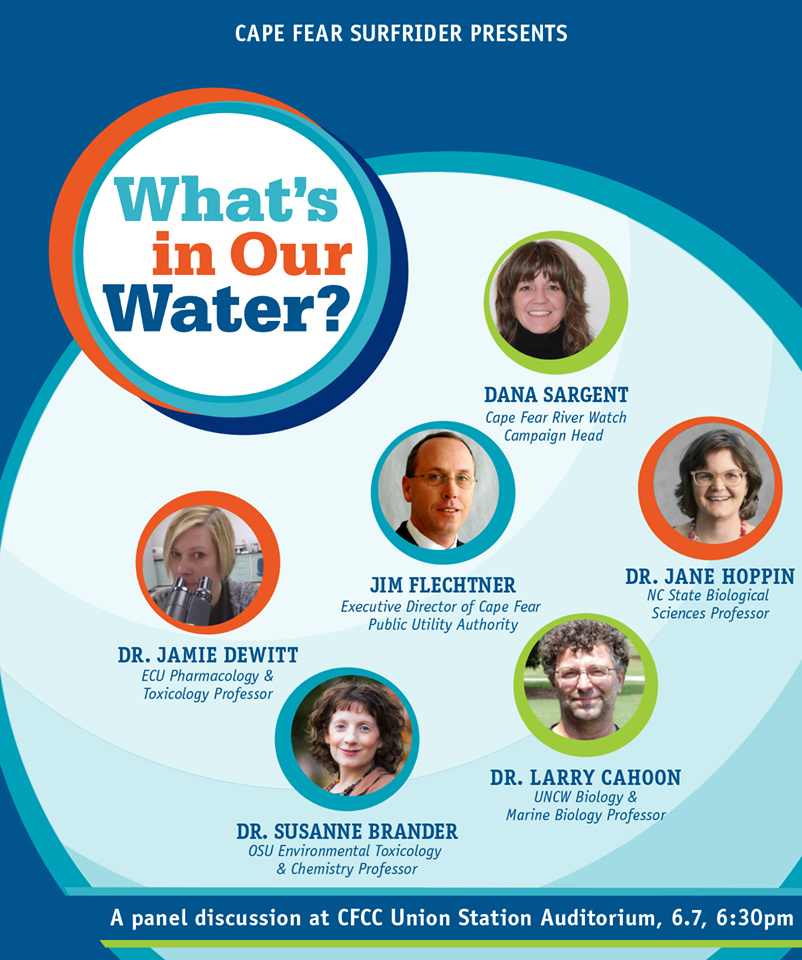 CAPE FEAR SURFRIDER PRESENTS
What's
in Our
Water?
DANA SARGENT
Cape Fear River Watch
Campaign Head
JIM FLECHTNER
Executive Director of Cape Fear
Public Utility Authority
DR. JANE HOPPIN
NC State Biological
Sciences Professor
DR. JAMIE DEWITT
ECU Pharmacology &
Toxicology Professor
DR. LARRY CAHOON
UNCW Biology &
Marine Biology Professor
DR. SUSANNE BRANDER
OSU Environmental Toxicology
& Chemistry Professor
A panel discussion at CFCC Union Station Auditorium, 6.7, 6:30pm